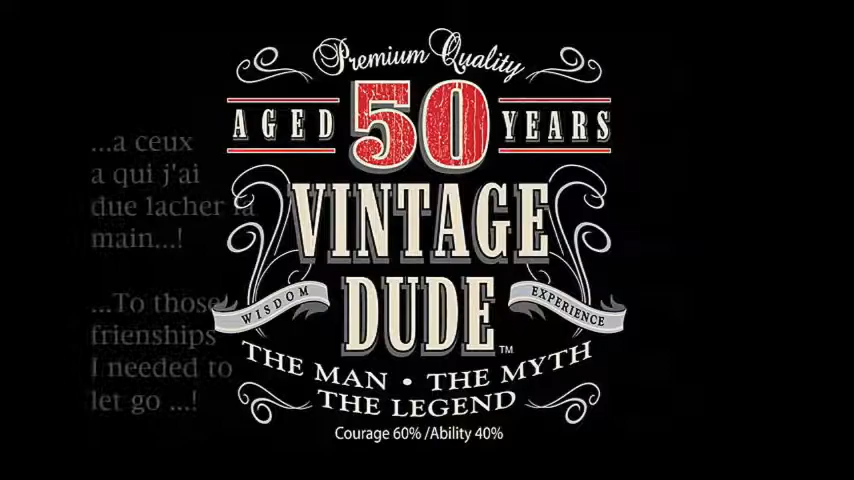 Premium Quality
AGED 50 YEARS
VINTAGE
DUDE
TM
WISDOM
EXPERIENCE
THE MAN • THE MYTH
THE LEGEND
Courage 60% /Ability 40%
...a ceux
a qui j'ai
due lacher la
main...!
...To those
frienships
I needed to
let go ...!